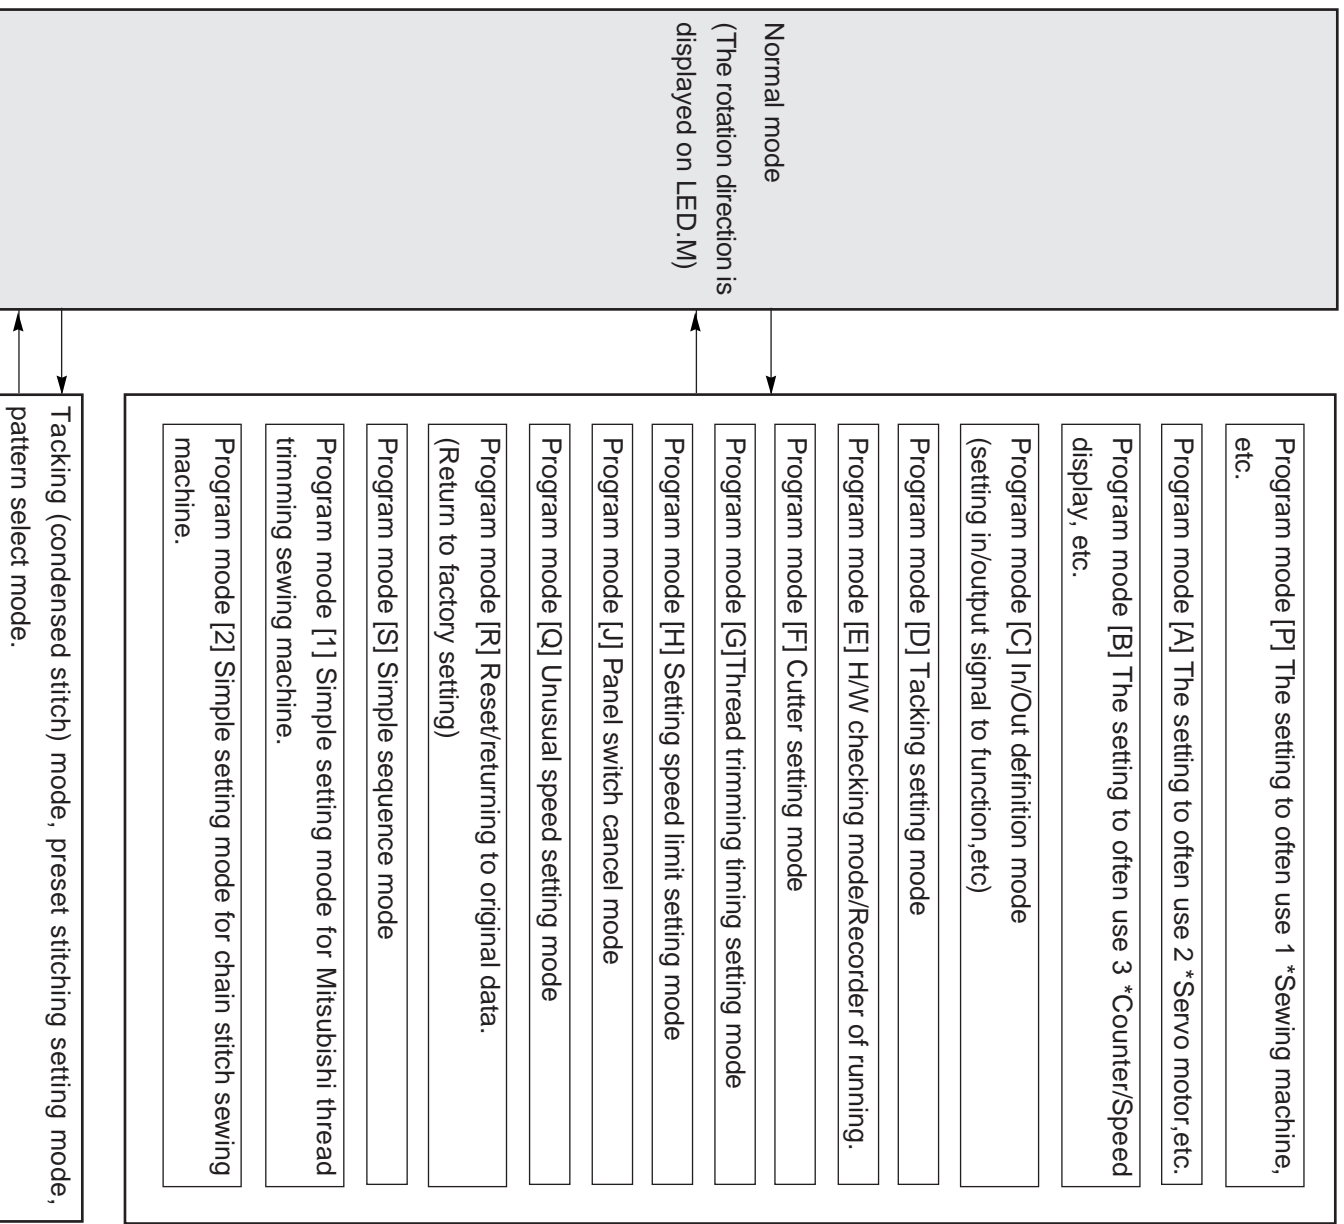 Normal mode
(The rotation direction is
displayed on LED.M)
Program mode [P] The setting to often use 1 *Sewing machine,
etc.
Program mode [A] The setting to often use 2 *Servo motor,etc.
Program mode [B] The setting to often use 3 *Counter/Speed
display, etc.
Program mode [C] In/Out definition mode
(setting in/output signal to function,etc)
Program mode [D] Tacking setting mode
Program mode [E] H/W checking mode/Recorder of running.
Program mode [F] Cutter setting mode
Program mode [G]Thread trimming timing setting mode
Program mode [H] Setting speed limit setting mode
Program mode [J] Panel switch cancel mode
Program mode [Q] Unusual speed setting mode
Program mode [R] Reset/returning to original data.
(Return to factory setting)
Program mode [S] Simple sequence mode
Program mode [1] Simple setting mode for Mitsubishi thread
trimming sewing machine.
Program mode [2] Simple setting mode for chain stitch sewing
machine.
Tacking (condensed stitch) mode, preset stitching setting mode,
pattern select mode.